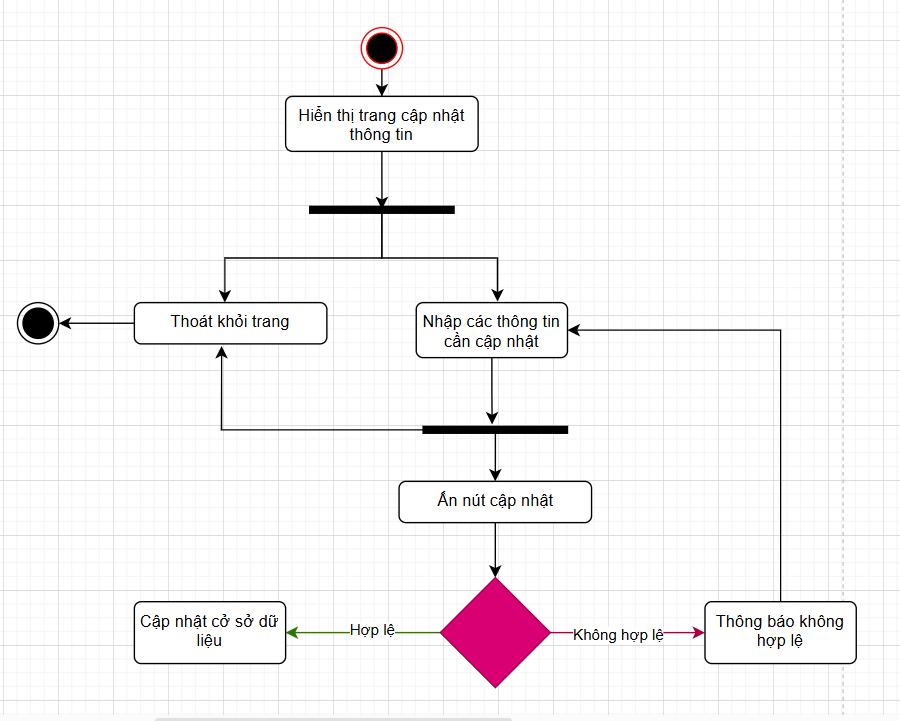 Hiển thị trang cập nhật
thông tin
Thoát khỏi trang
Nhập các thông tin
cần cập nhật
Ấn nút cập nhật
Cập nhật cở sở dữ
liệu
Hợp lệ
Không hợp lệ
Thông báo không
hợp lệ